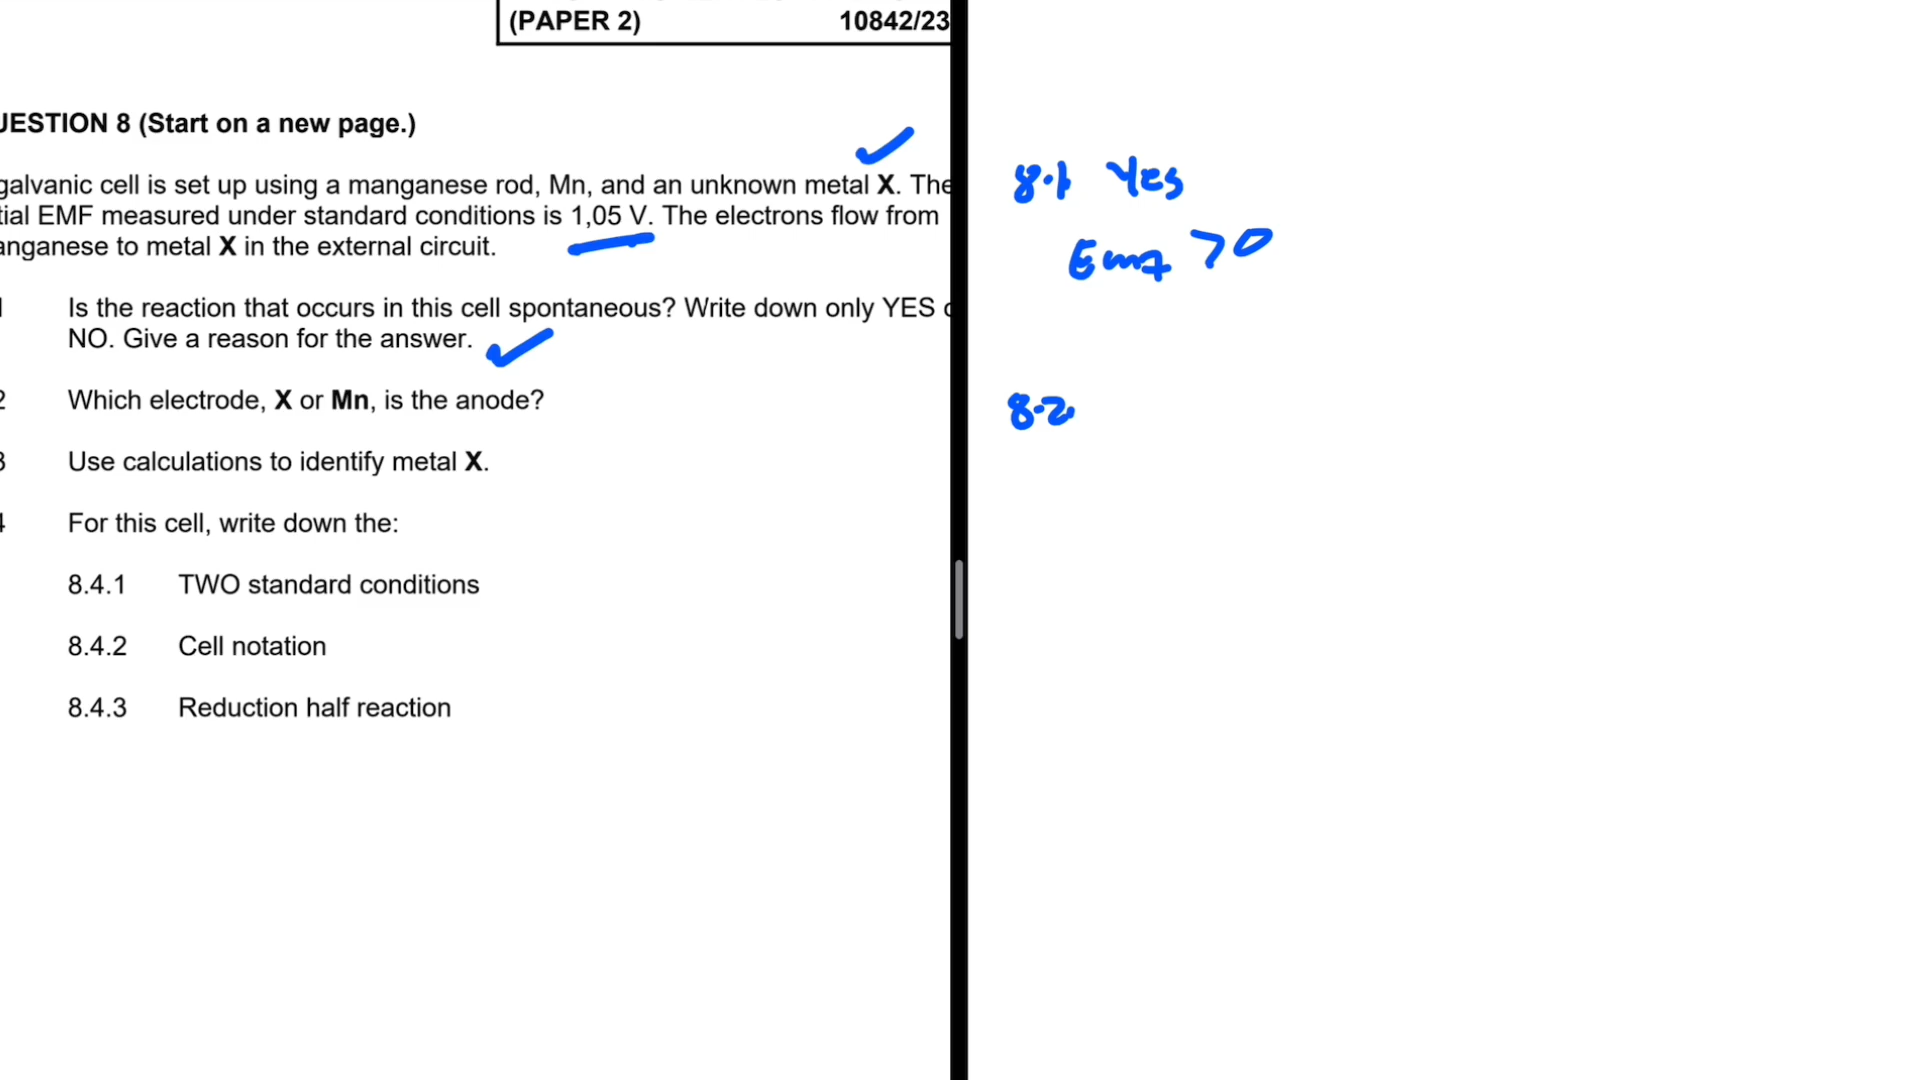 (PAPER 2) 10842/23
UESTION 8 (Start on a new page.)
galvanic cell is set up using a manganese rod, Mn, and an unknown metal X. The
tial EMF measured under standard conditions is 1,05 V. The electrons flow from
anganese to metal X in the external circuit.
Is the reaction that occurs in this cell spontaneous? Write down only YES
NO. Give a reason for the answer.
2 Which electrode, X or Mn, is the anode?
3 Use calculations to identify metal X.
4 For this cell, write down the:
8.4.1 TWO standard conditions
8.4.2 Cell notation
8.4.3 Reduction half reaction
8.1 Yes
Emf >0
8.2